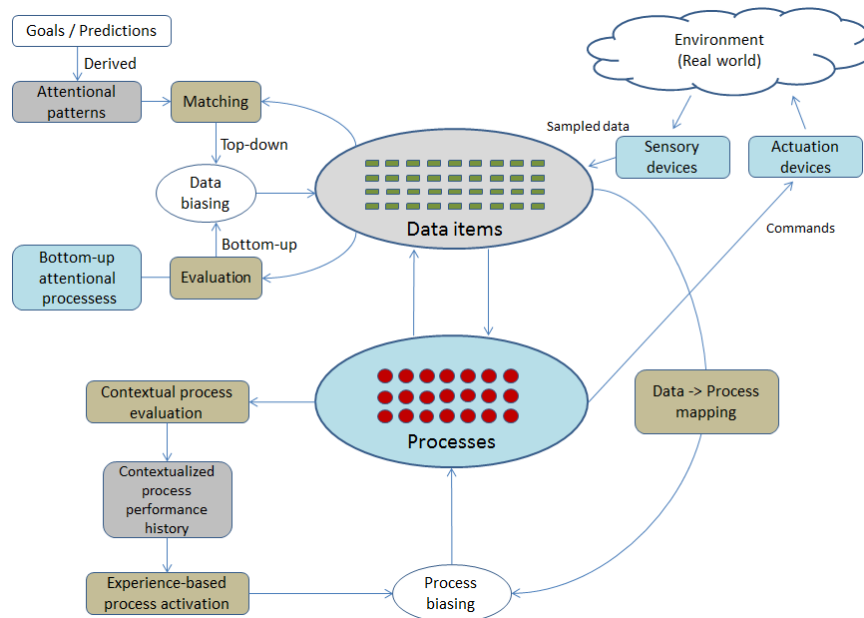 Goals / Predictions
Derived
Attentional
patterns
Matching
Top-down
Data
biasing
Bottom-up
Bottom-up
attentional
processess
Evaluation
Data items
Environment
(Real world)
Sampled data
Sensory
devices
Actuation
devices
Commands
Processes
Data -> Process
mapping
Contextual process
evaluation
Contextualized
process
performance
history
Experience-based
process activation
Process
biasing